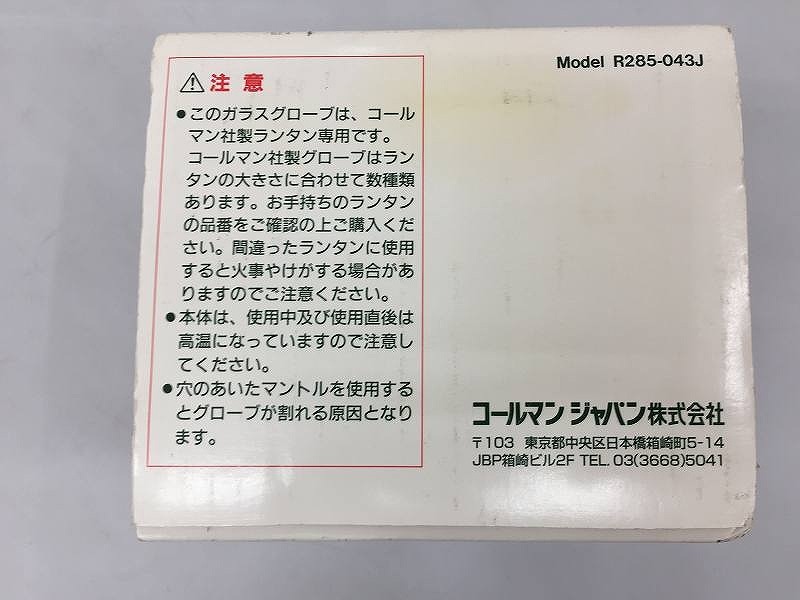 Model R285-043J
⚠注意
●このガラスグローブは、コール
マン社製ランタン専用です。
コールマン社製グローブはラン
タンの大きさに合わせて数種類
あります。お手持ちのランタン
の品番をご確認の上ご購入くだ
さい。間違ったランタンに使用
すると火事やけがする場合があ
りますのでご注意ください。
●本体は、使用中及び使用直後は
高温になっていますので注意し
てください。
●穴のあいたマントルを使用する
とグローブが割れる原因となり
ます。
コールマン ジャパン株式会社
〒103 東京都中央区日本橋箱崎町5-14
JBP箱崎ビル2F TEL. 03(3668)5041